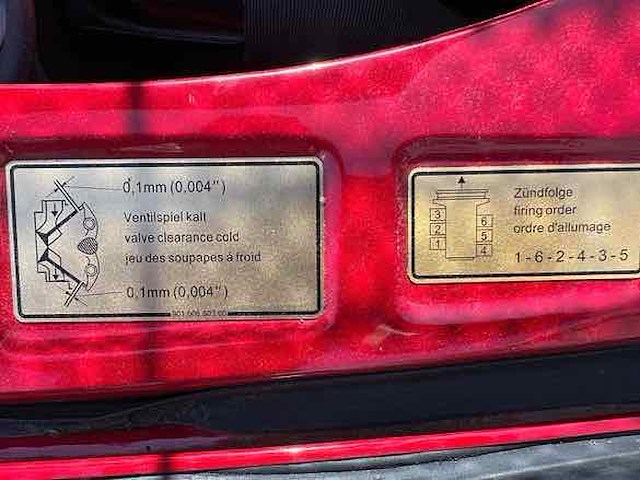 0,1mm (0,004")
Ventilspiel kalt
valve clearance cold
jeu des soupapes à froid
0,1mm (0,004")
Zündfolge
firing order
ordre d'allumage
3
2
1
6
5
4
1-6-2-4-3-5